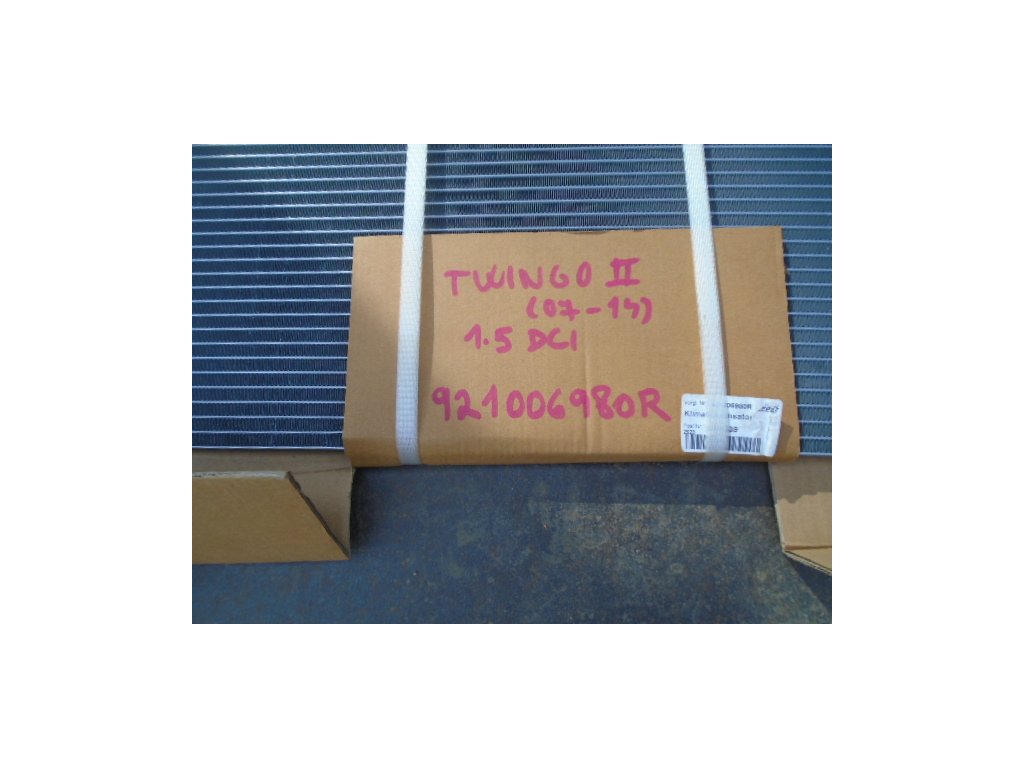 TWINGO II
(07-14)
1.5 DCI
921006980R